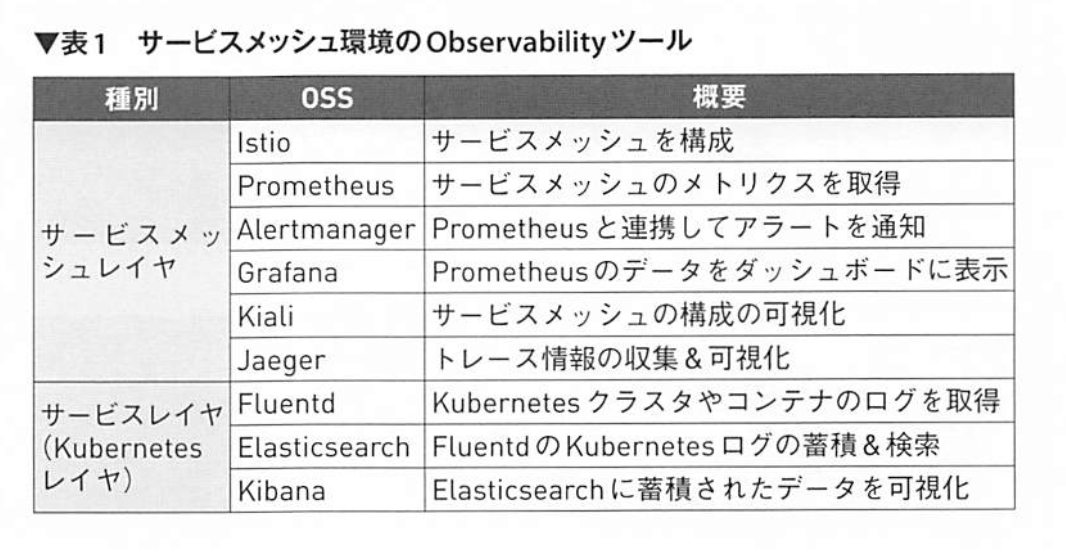 ▼表1 サービスメッシュ環境のObservabilityツール
種別 OSS 概要
サービスメッ
シュレイヤ
Istio サービスメッシュを構成
Prometheus サービスメッシュのメトリクスを取得
Alertmanager Prometheusと連携してアラートを通知
Grafana Prometheusのデータをダッシュボードに表示
Kiali サービスメッシュの構成の可視化
Jaeger トレース情報の収集&可視化
サービスレイヤ
(Kubernetes
レイヤ)
Fluentd Kubernetesクラスタやコンテナのログを取得
Elasticsearch FluentdのKubernetesログの蓄積&検索
Kibana Elasticsearchに蓄積されたデータを可視化